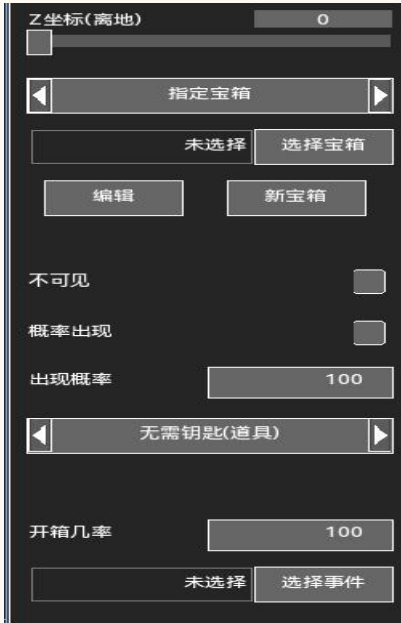 Z坐标(离地) 0
指定宝箱
未选择 选择宝箱
编辑 新宝箱
不可见
概率出现
出现概率 100
无需钥匙(道具)
开箱几率 100
未选择 选择事件